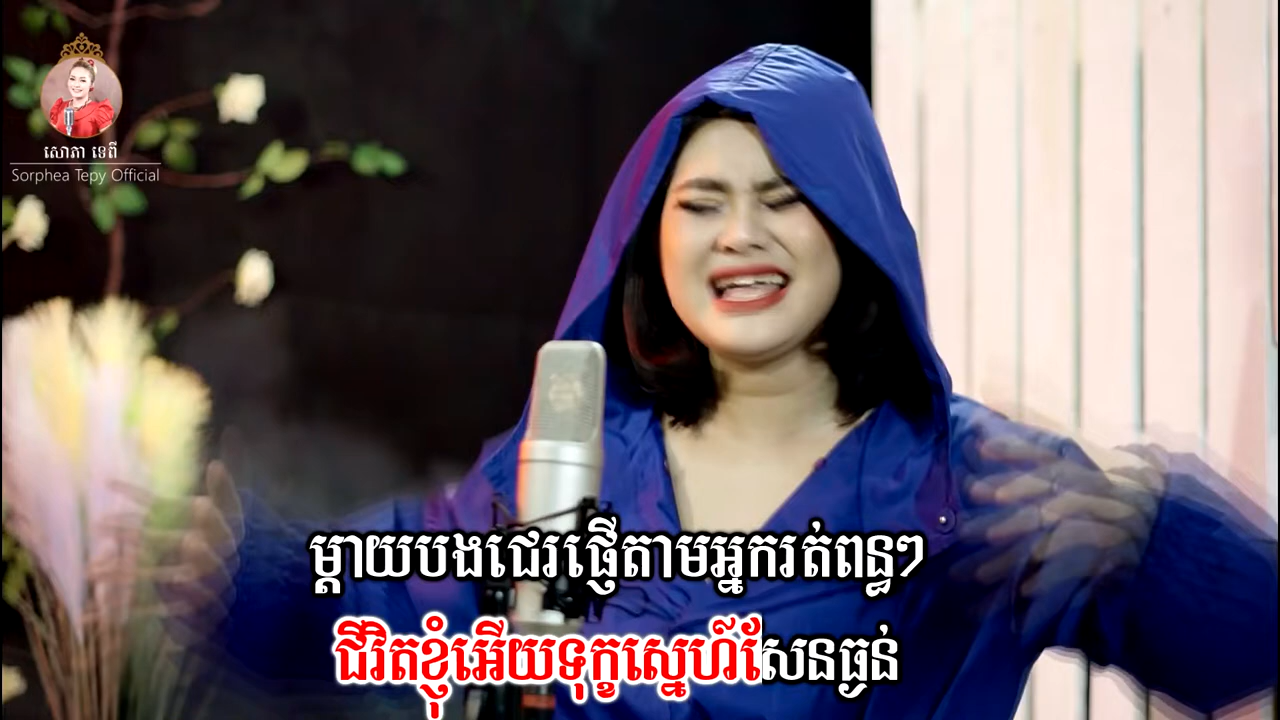 សោភា ទេពី
Sorphea Tepy Official
ម្ដាយបងជេរផ្ញើតាមអ្នករត់ពន្ធៗ
ជីវិតខ្ញុំអើយទុក្ខស្នេហ៍សែនធ្ងន់